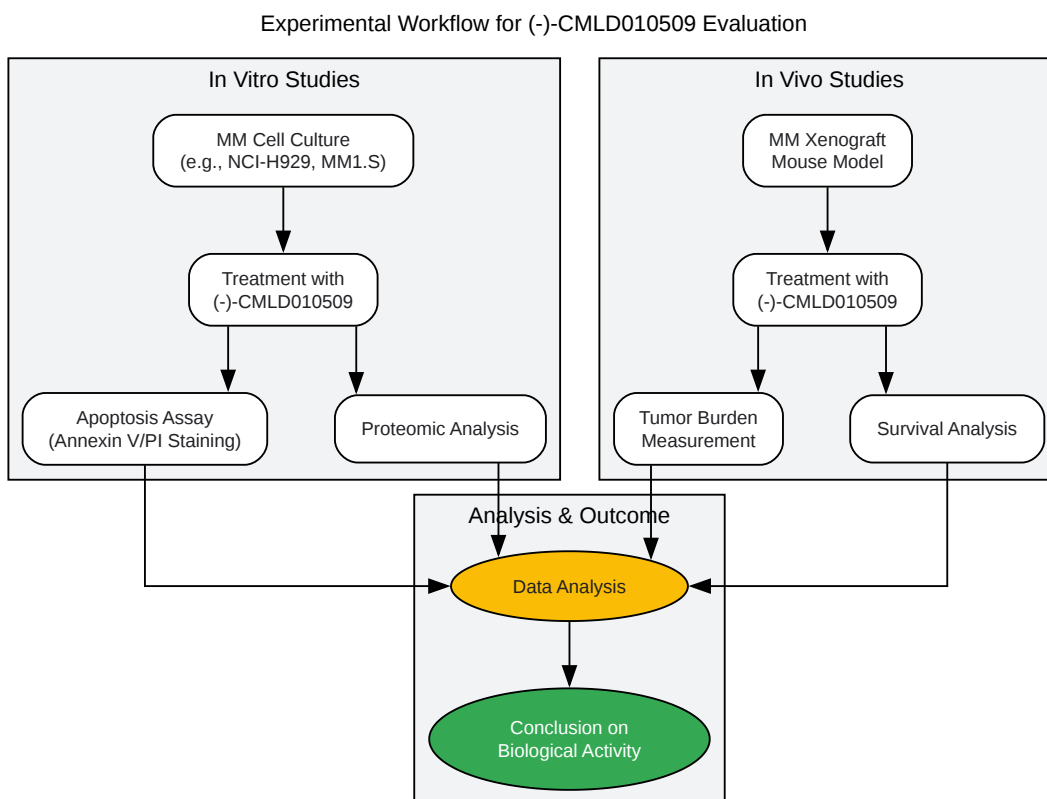 Experimental Workflow for (-)-CMLD010509 Evaluation
In Vitro Studies
MM Cell Culture
(e.g., NCI-H929, MM1.S)
Treatment with
(-)-CMLD010509
Apoptosis Assay
(Annexin V/PI Staining)
Proteomic Analysis
In Vivo Studies
MM Xenograft
Mouse Model
Treatment with
(-)-CMLD010509
Tumor Burden
Measurement
Survival Analysis
Analysis & Outcome
Data Analysis
Conclusion on
Biological Activity